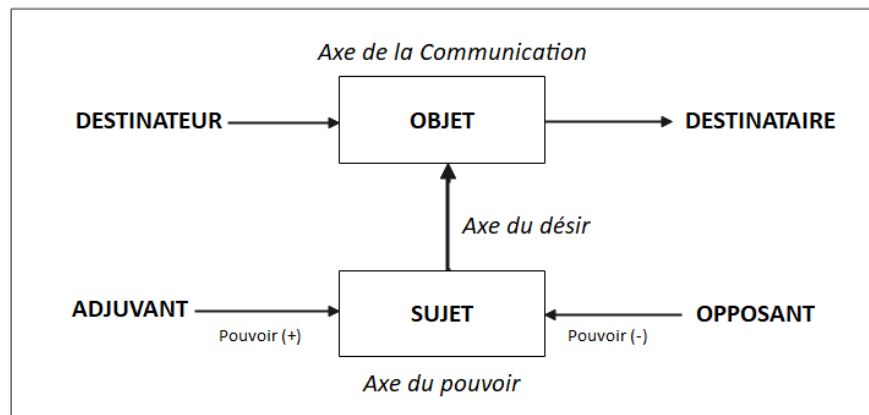 Axe de la Communication
DESTINATEUR
OBJET
DESTINATAIRE
Axe du désir
ADJUVANT
SUJET
OPPOSANT
Pouvoir (+)
Pouvoir (-)
Axe du pouvoir